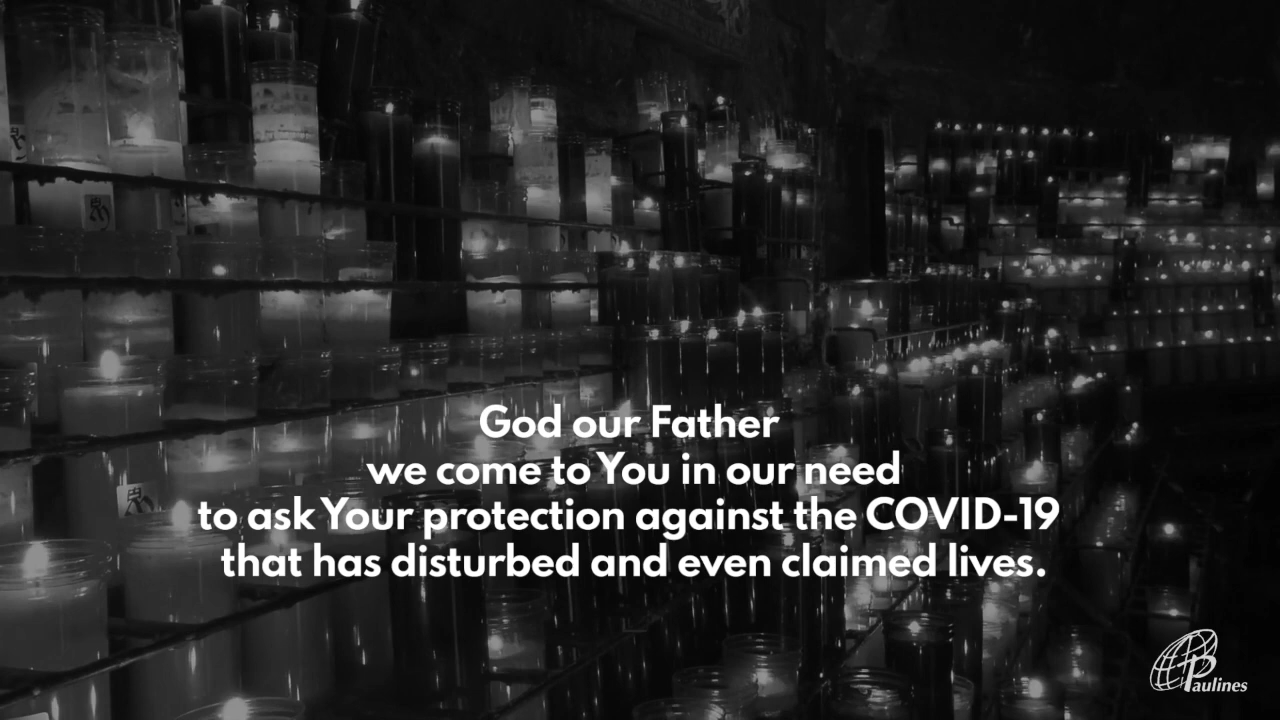 God our Father
we come to You in our need
to ask Your protection against the COVID-19
that has disturbed and even claimed lives.
Paulines